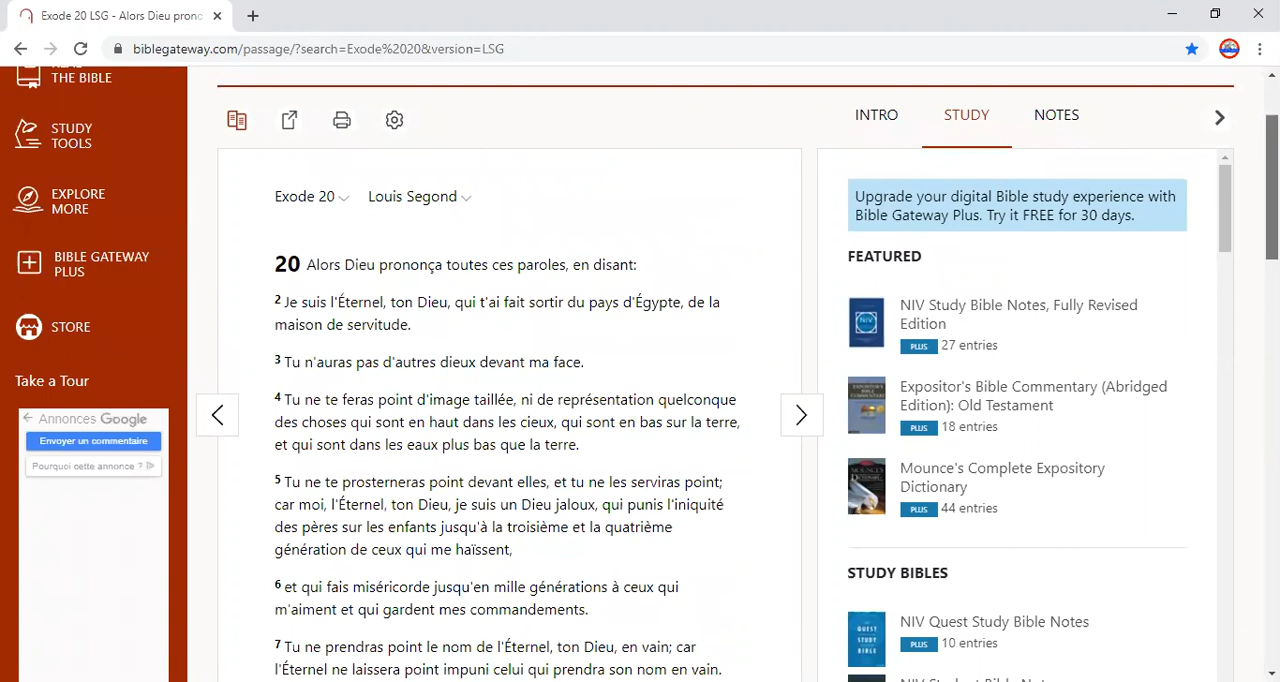 Exode 20 LSG - Alors Dieu pronc
biblegateway.com/passage/?search=Exode%2020&version=LSG
THE BIBLE
STUDY
TOOLS
EXPLORE
MORE
BIBLE GATEWAY
PLUS
STORE
Take a Tour
Annonces Google
Envoyer un commentaire
Pourquoi cette annonce ?
INTRO STUDY NOTES
Exode 20 Louis Segond
20 Alors Dieu prononça toutes ces paroles, en disant:
2 Je suis l'Éternel, ton Dieu, qui t'ai fait sortir du pays d'Égypte, de la
maison de servitude.
3 Tu n'auras pas d'autres dieux devant ma face.
4 Tu ne te feras point d'image taillée, ni de représentation quelconque
des choses qui sont en haut dans les cieux, qui sont en bas sur la terre,
et qui sont dans les eaux plus bas que la terre.
5 Tu ne te prosterneras point devant elles, et tu ne les serviras point;
car moi, l'Éternel, ton Dieu, je suis un Dieu jaloux, qui punis l'iniquité
des pères sur les enfants jusqu'à la troisième et la quatrième
génération de ceux qui me haïssent,
6 et qui fais miséricorde jusqu'en mille générations à ceux qui
m'aiment et qui gardent mes commandements.
7 Tu ne prendras point le nom de l'Éternel, ton Dieu, en vain; car
l'Éternel ne laissera point impuni celui qui prendra son nom en vain.
Upgrade your digital Bible study experience with
Bible Gateway Plus. Try it FREE for 30 days.
FEATURED
NIV Study Bible Notes, Fully Revised
Edition
PLUS 27 entries
Expositor's Bible Commentary (Abridged
Edition): Old Testament
PLUS 18 entries
Mounce's Complete Expository
Dictionary
PLUS 44 entries
STUDY BIBLES
NIV Quest Study Bible Notes
PLUS 10 entries